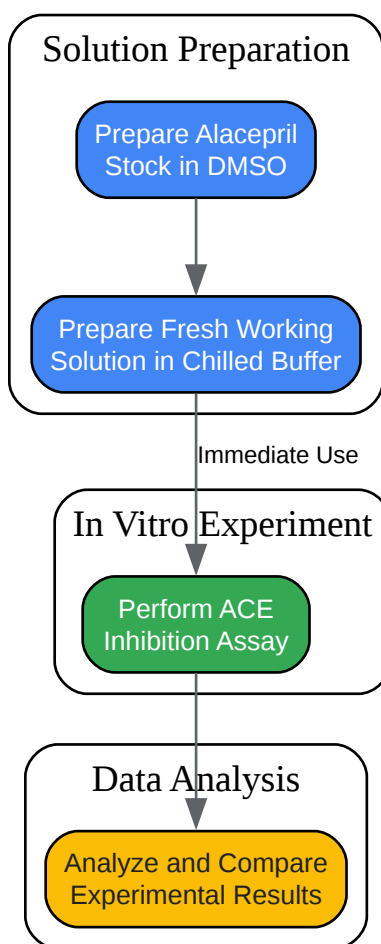 Solution Preparation
Prepare Alacepril
Stock in DMSO
Prepare Fresh Working
Solution in Chilled Buffer
Immediate Use
In Vitro Experiment
Perform ACE
Inhibition Assay
Data Analysis
Analyze and Compare
Experimental Results